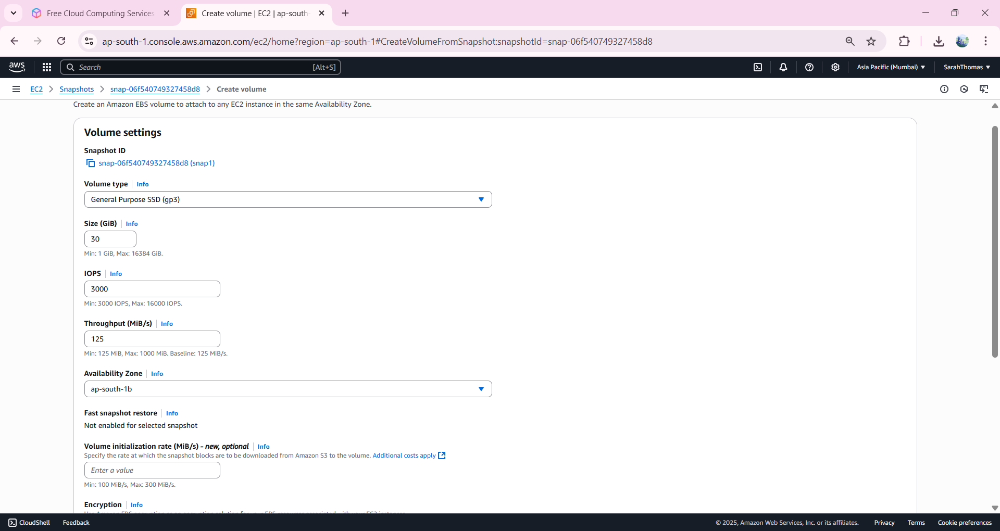 Free Cloud Computing Services
Create volume | EC2 | ap-south-
ap-south-1.console.aws.amazon.com/ec2/home?region=ap-south-1#CreateVolumeFromSnapshot:snapshotId=snap-06f540749327458d8
aws Search [Alt+S] Asia Pacific (Mumbai) SarahThomas
EC2 > Snapshots > snap-06f540749327458d8 > Create volume
Create an Amazon EBS volume to attach to any EC2 instance in the same Availability Zone.
Volume settings
Snapshot ID
snap-06f540749327458d8 (snap1)
Volume type Info
General Purpose SSD (gp3)
Size (GiB) Info
30
Min: 1 GiB, Max: 16384 GiB.
IOPS Info
3000
Min: 3000 IOPS, Max: 16000 IOPS.
Throughput (MiB/s) Info
125
Min: 125 MiB, Max: 1000 MiB. Baseline: 125 MiB/s.
Availability Zone Info
ap-south-1b
Fast snapshot restore Info
Not enabled for selected snapshot
Volume initialization rate (MiB/s) - new, optional Info
Specify the rate at which the snapshot blocks are to be downloaded from Amazon S3 to the volume. Additional costs apply
Enter a value
Min: 100 MiB/s, Max: 300 MiB/s.
Encryption Info
CloudShell Feedback © 2025, Amazon Web Services, Inc. or its affiliates. Privacy Terms Cookie preferences